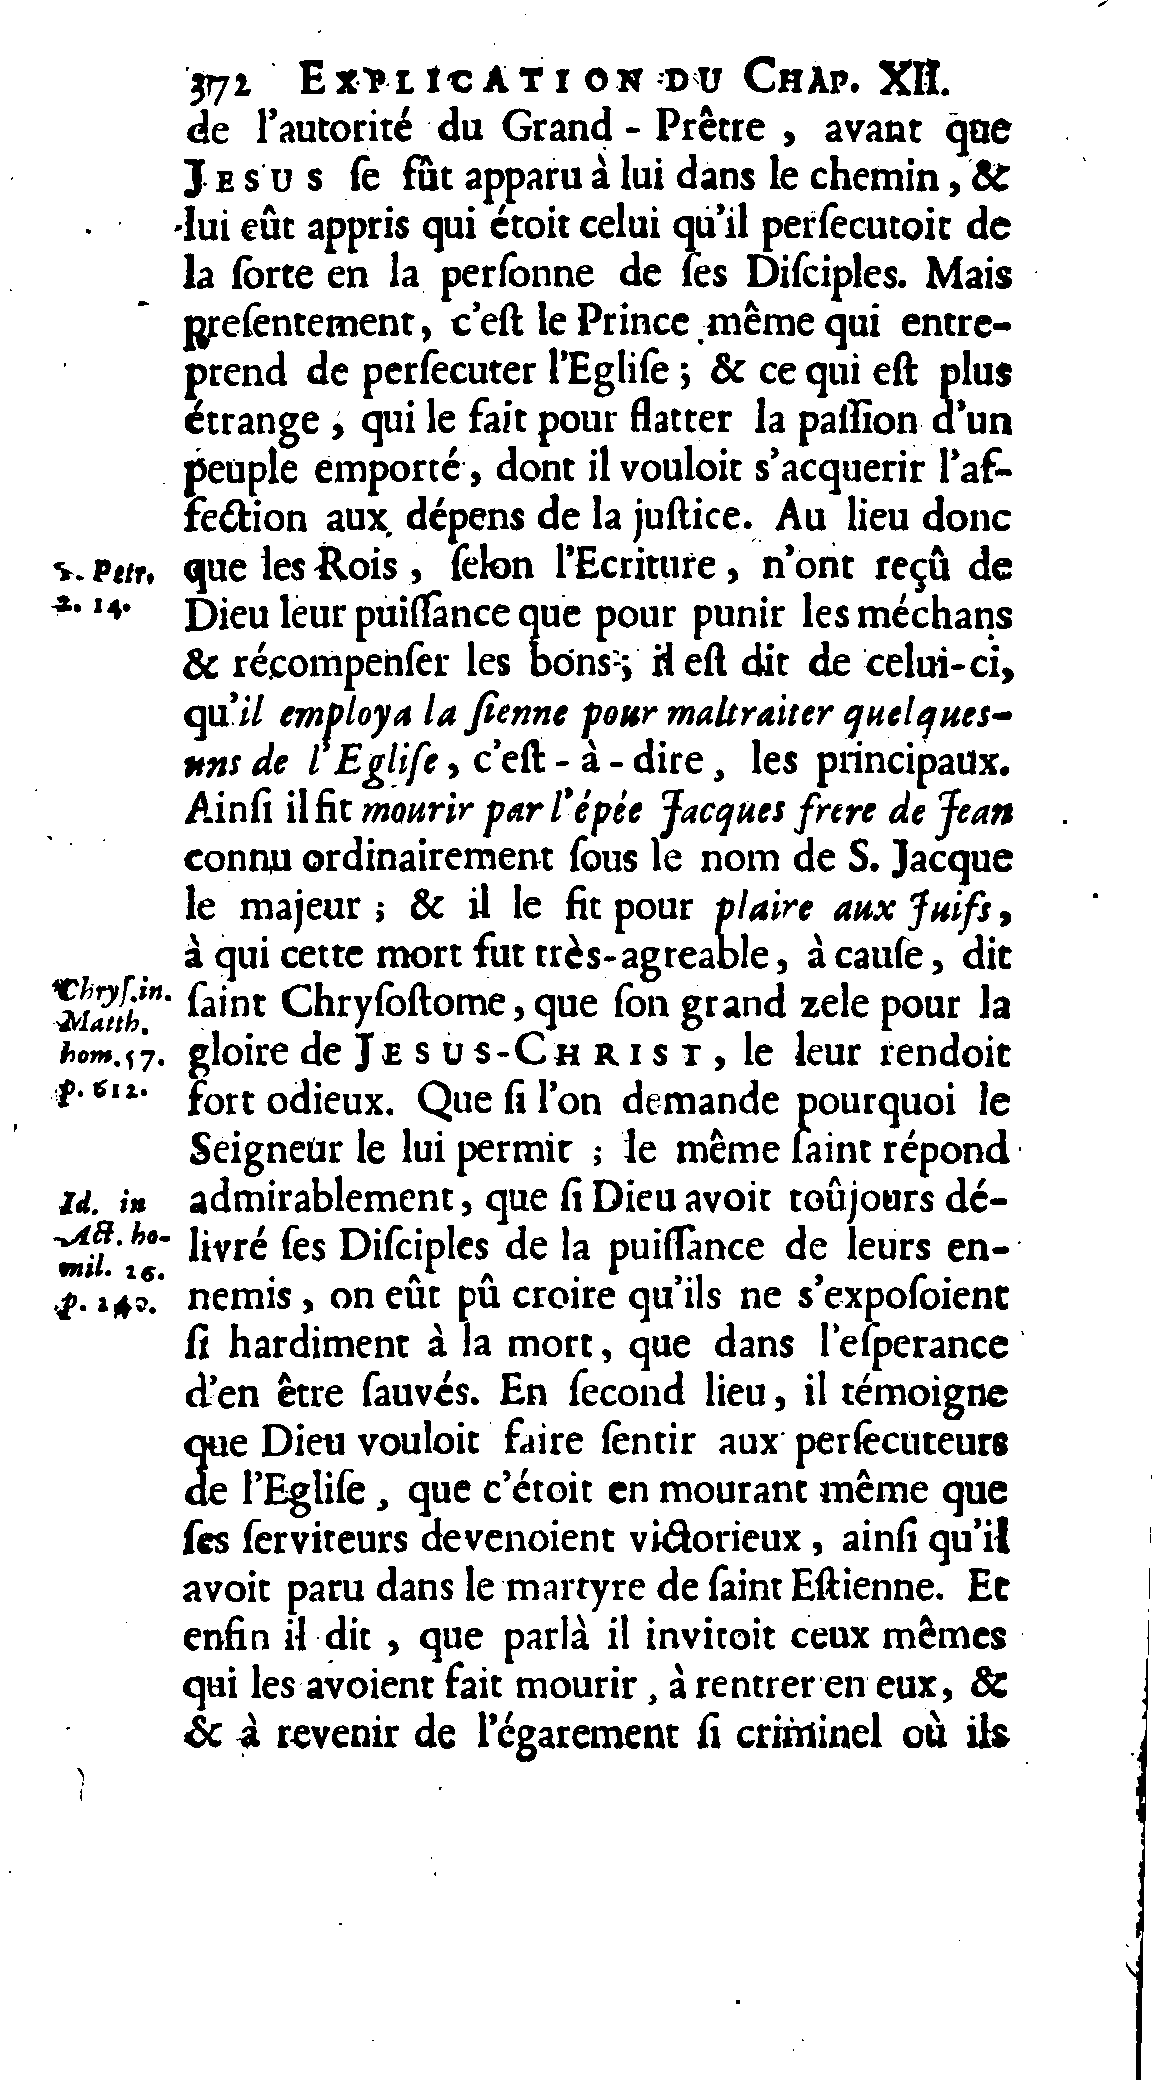 372 EXPLICATION DU CHAP. XII.
de l'autorité du Grand-Prêtre, avant que
JESUS ſe fût apparu à lui dans le chemin, &
lui eût appris qui étoit celui qu'il perſecutoit de
la ſorte en la perſonne de ſes Diſciples. Mais
preſentement, c'eſt le Prince même qui entre-
prend de perſecuter l'Egliſe; & ce qui eſt plus
étrange, qui le fait pour flatter la paſſion d'un
peuple emporté, dont il vouloit s'acquerir l'af-
fection aux dépens de la juſtice. Au lieu donc
que les Rois, ſelon l'Ecriture, n'ont reçû de
Dieu leur puiſſance que pour punir les méchans
& récompenſer les bons; il eſt dit de celui-ci,
qu'il employa la ſienne pour maltraiter quelques-
uns de l'Egliſe, c'eſt-à-dire, les principaux.
Ainſi il fit mourir par l'épée Jacques frere de Jean
connu ordinairement ſous le nom de S. Jacque
le majeur; & il le fit pour plaire aux Juifs,
à qui cette mort fut très-agreable, à cauſe, dit
ſaint Chryſoſtome, que ſon grand zele pour la
gloire de JESUS-CHRIST, le leur rendoit
fort odieux. Que ſi l'on demande pourquoi le
Seigneur le lui permit; le même ſaint répond
admirablement, que ſi Dieu avoit toûjours dé-
livré ſes Diſciples de la puiſſance de leurs en-
nemis, on eût pû croire qu'ils ne s'expoſoient
ſi hardiment à la mort, que dans l'eſperance
d'en être ſauvés. En ſecond lieu, il témoigne
que Dieu vouloit faire ſentir aux perſecuteurs
de l'Egliſe, que c'étoit en mourant même que
ſes ſerviteurs devenoient victorieux, ainſi qu'il
avoit paru dans le martyre de ſaint Eſtienne. Et
enfin il dit, que parlà il invitoit ceux mêmes
qui les avoient fait mourir, à rentrer en eux, &
& à revenir de l'égarement ſi criminel où ils
Petr.
2. 14.
Chryſ. in.
Matth.
hom. 57.
p. 612.
Id. in
Act. ho-
mil. 26.
p. 240.